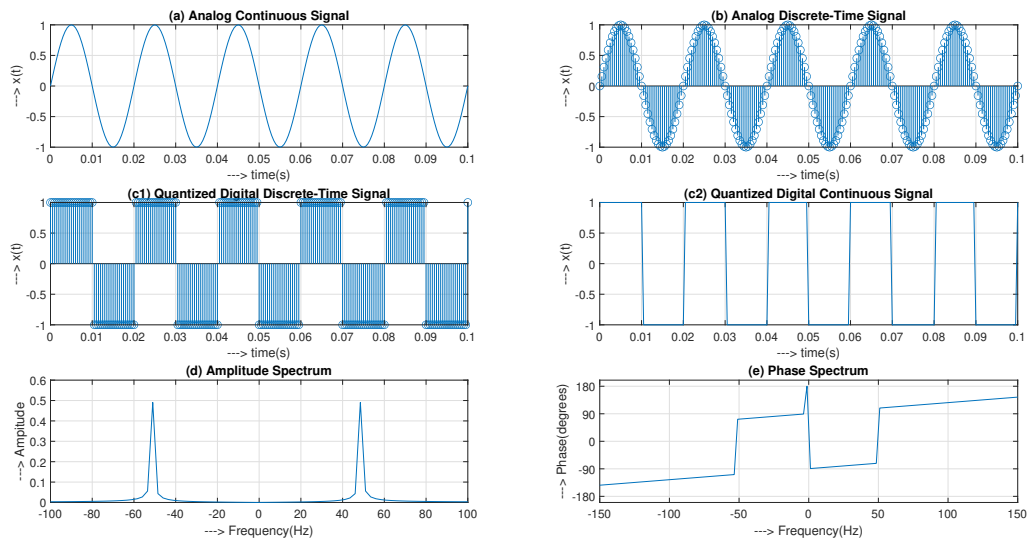 (a) Analog Continuous Signal
---> x(t)
1
0.5
0
-0.5
-1
0 0.01 0.02 0.03 0.04 0.05 0.06 0.07 0.08 0.09 0.1
---> time(s)
(b) Analog Discrete-Time Signal
---> x(t)
1
0.5
0
-0.5
-1
0 0.01 0.02 0.03 0.04 0.05 0.06 0.07 0.08 0.09 0.1
---> time(s)
(c1) Quantized Digital Discrete-Time Signal
---> x(t)
1
0.5
0
-0.5
-1
0 0.01 0.02 0.03 0.04 0.05 0.06 0.07 0.08 0.09 0.1
---> time(s)
(c2) Quantized Digital Continuous Signal
---> x(t)
1
0.5
0
-0.5
-1
0 0.01 0.02 0.03 0.04 0.05 0.06 0.07 0.08 0.09 0.1
---> time(s)
(d) Amplitude Spectrum
---> Amplitude
0.6
0.5
0.4
0.3
0.2
0.1
0
-100 -80 -60 -40 -20 0 20 40 60 80 100
---> Frequency(Hz)
(e) Phase Spectrum
---> Phase(degrees)
180
90
0
-90
-180
-150 -100 -50 0 50 100 150
---> Frequency(Hz)